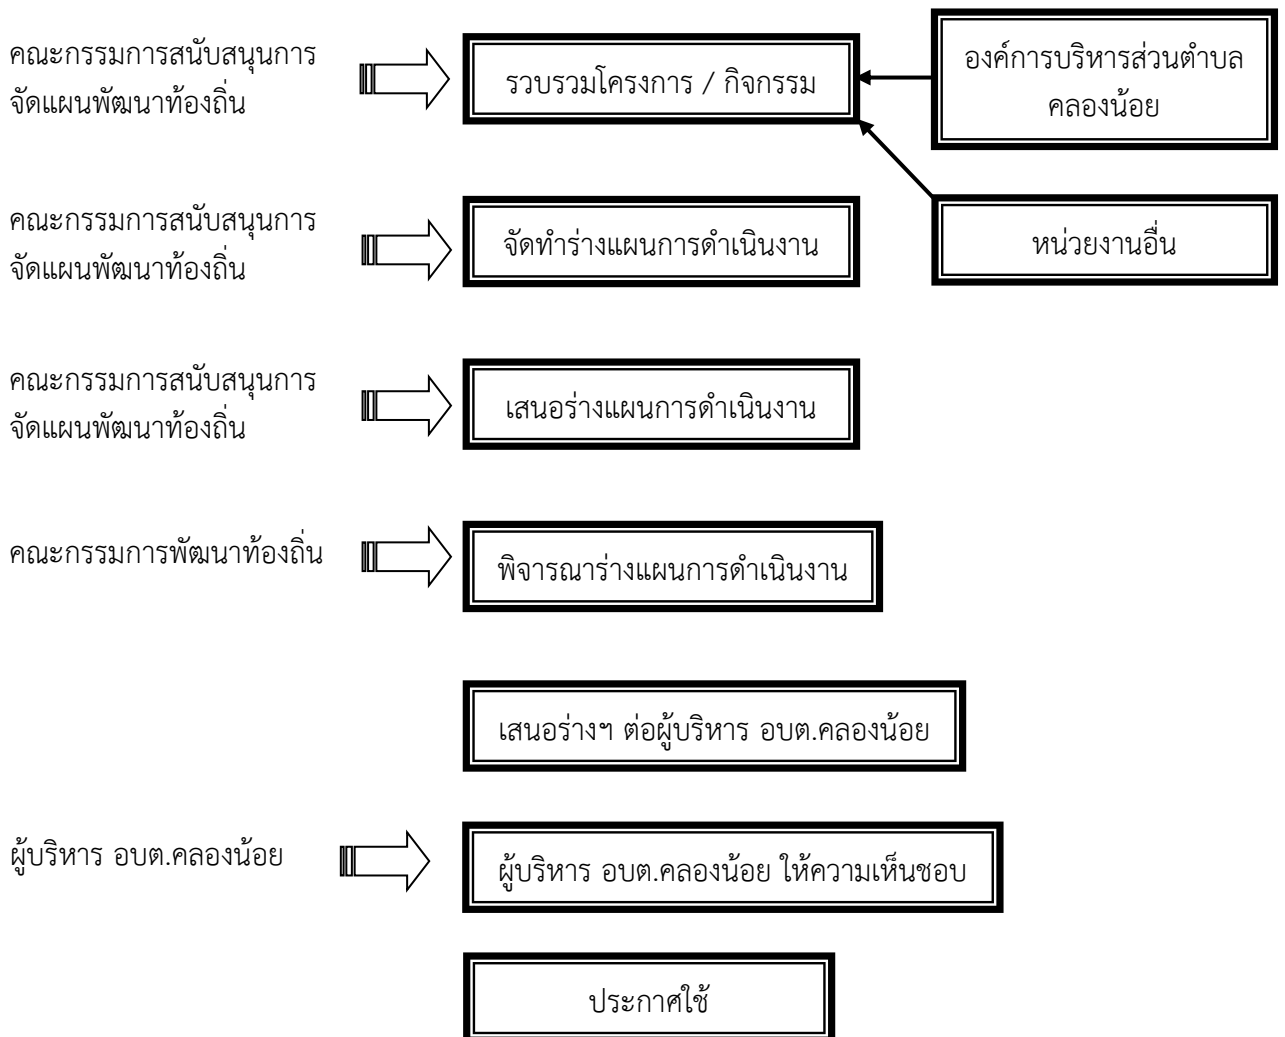 คณะกรรมการสนับสนุนการ
จัดแผนพัฒนาท้องถิ่น
รวบรวมโครงการ / กิจกรรม
องค์การบริหารส่วนตำบล
คลองน้อย
คณะกรรมการสนับสนุนการ
จัดแผนพัฒนาท้องถิ่น
จัดทำร่างแผนการดำเนินงาน
หน่วยงานอื่น
คณะกรรมการสนับสนุนการ
จัดแผนพัฒนาท้องถิ่น
เสนอร่างแผนการดำเนินงาน
คณะกรรมการพัฒนาท้องถิ่น
พิจารณาร่างแผนการดำเนินงาน
เสนอร่างฯ ต่อผู้บริหาร อบต.คลองน้อย
ผู้บริหาร อบต.คลองน้อย
ผู้บริหาร อบต.คลองน้อย ให้ความเห็นชอบ
ประกาศใช้